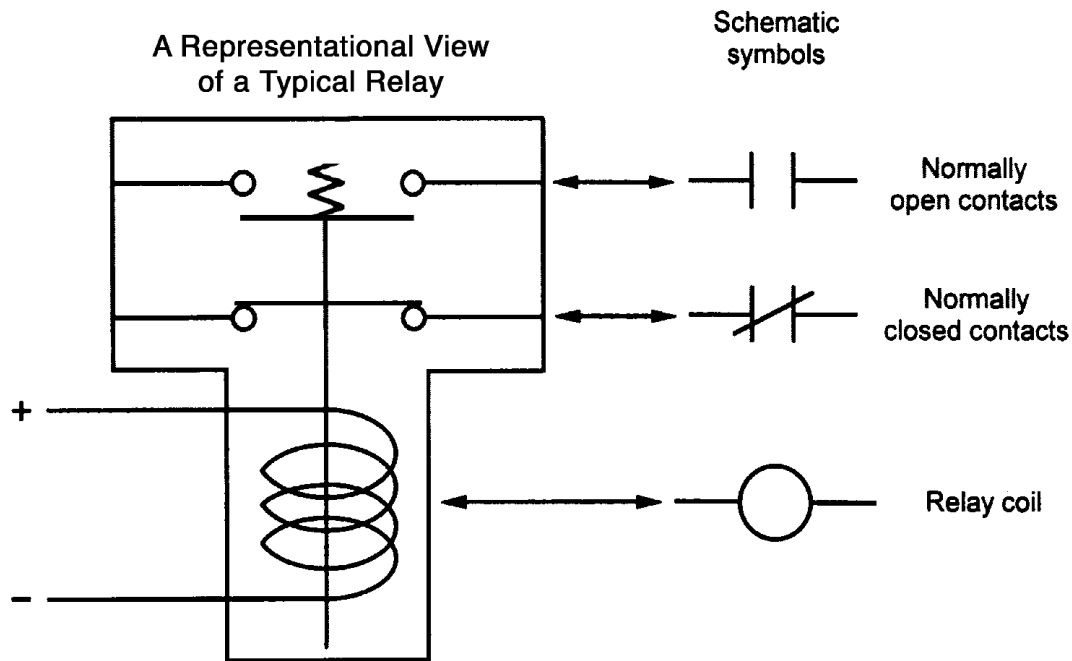 A Representational View
of a Typical Relay
Schematic
symbols
Normally
open contacts
Normally
closed contacts
+
Relay coil
-